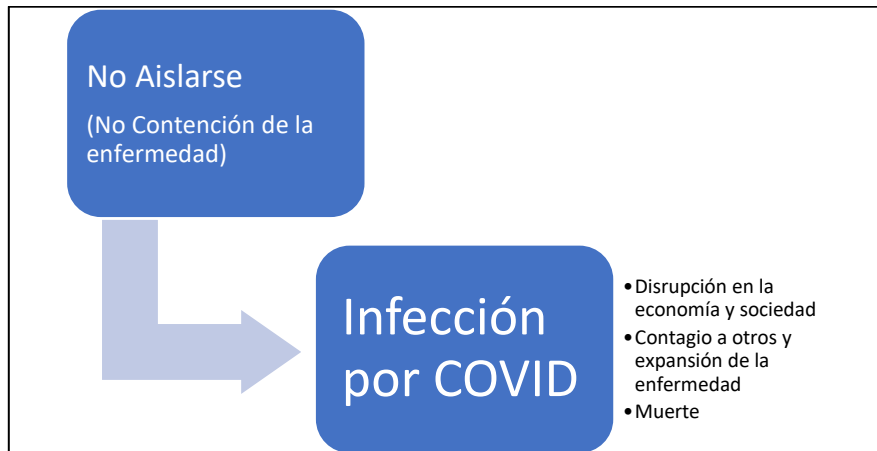 No Aislarse
(No Contención de la
enfermedad)
Infección
por COVID
•Disrupción en la
economía y sociedad
•Contagio a otros y
expansión de la
enfermedad
•Muerte